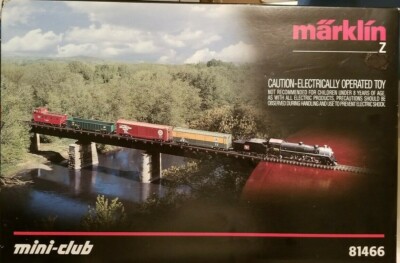 märklin
Z
CAUTION-ELECTRICALLY OPERATED TOY
NOT RECOMMENDED FOR CHILDREN UNDER 8 YEARS OF AGE.
AS WITH ALL ELECTRIC PRODUCTS, PRECAUTIONS SHOULD BE
OBSERVED DURING HANDLING AND USE TO PREVENT ELECTRIC SHOCK.
mini-club
81466